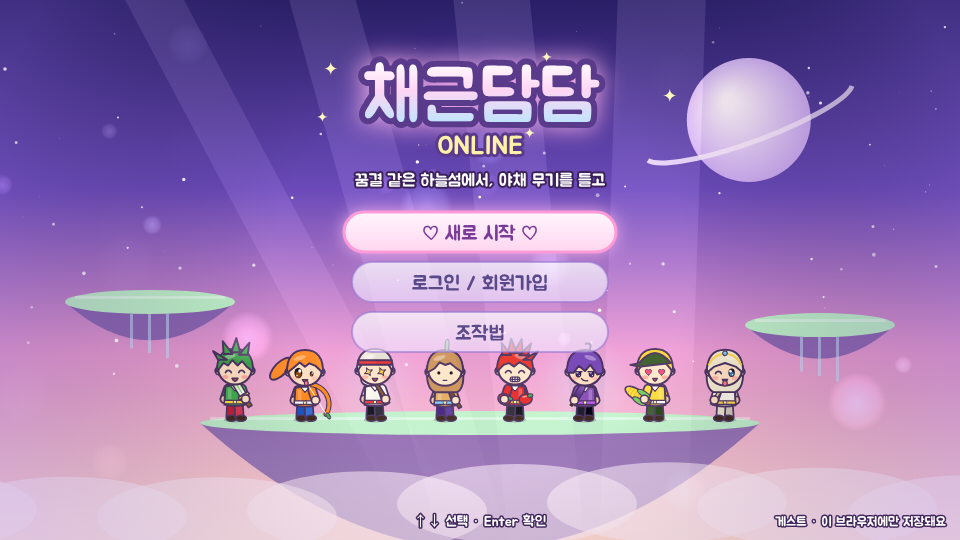 채근담담
ONLINE
꿈결 같은 하늘섬에서, 야채 무기를 들고
♡ 새로 시작 ♡
로그인 / 회원가입
조작법
↑↓ 선택 · Enter 확인
게스트 · 이 브라우저에만 저장돼요